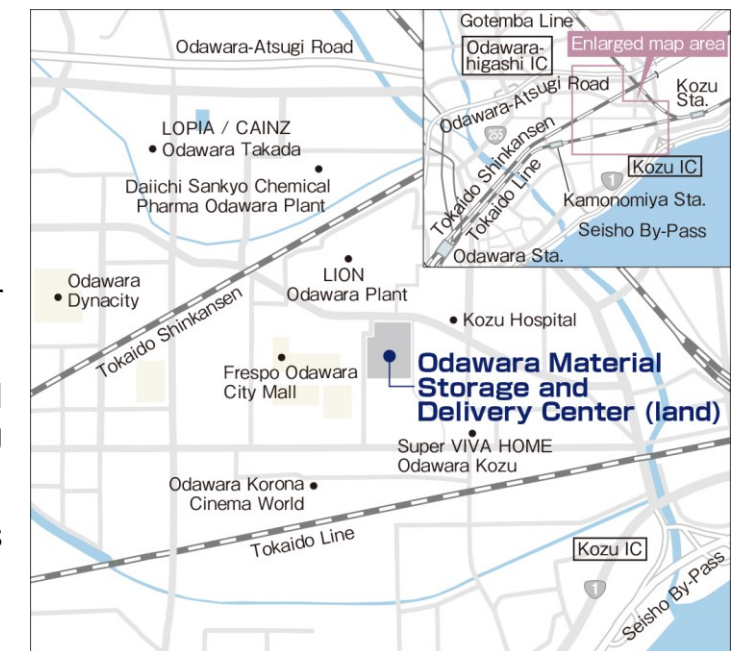 Odawara-Atsugi Road
LOPIA / CAINZ
Odawara Takada
Daiichi Sankyo Chemical
Pharma Odawara Plant
Odawara
Dynacity
Tokaido Shinkansen
LION
Odawara Plant
Kozu Hospital
Frespo Odawara
City Mall
Odawara Material
Storage and
Delivery Center (land)
Super VIVA HOME
Odawara Kozu
Odawara Korona
Cinema World
Tokaido Line
Kozu IC
1
Seisho By-Pass
Gotemba Line
Odawara-
higashi IC
Enlarged map area
Odawara-Atsugi Road
Kozu
Sta.
255
Tokaido Shinkansen
Tokaido Line
1
Kozu IC
Kamonomiya Sta.
Seisho By-Pass
Odawara Sta.